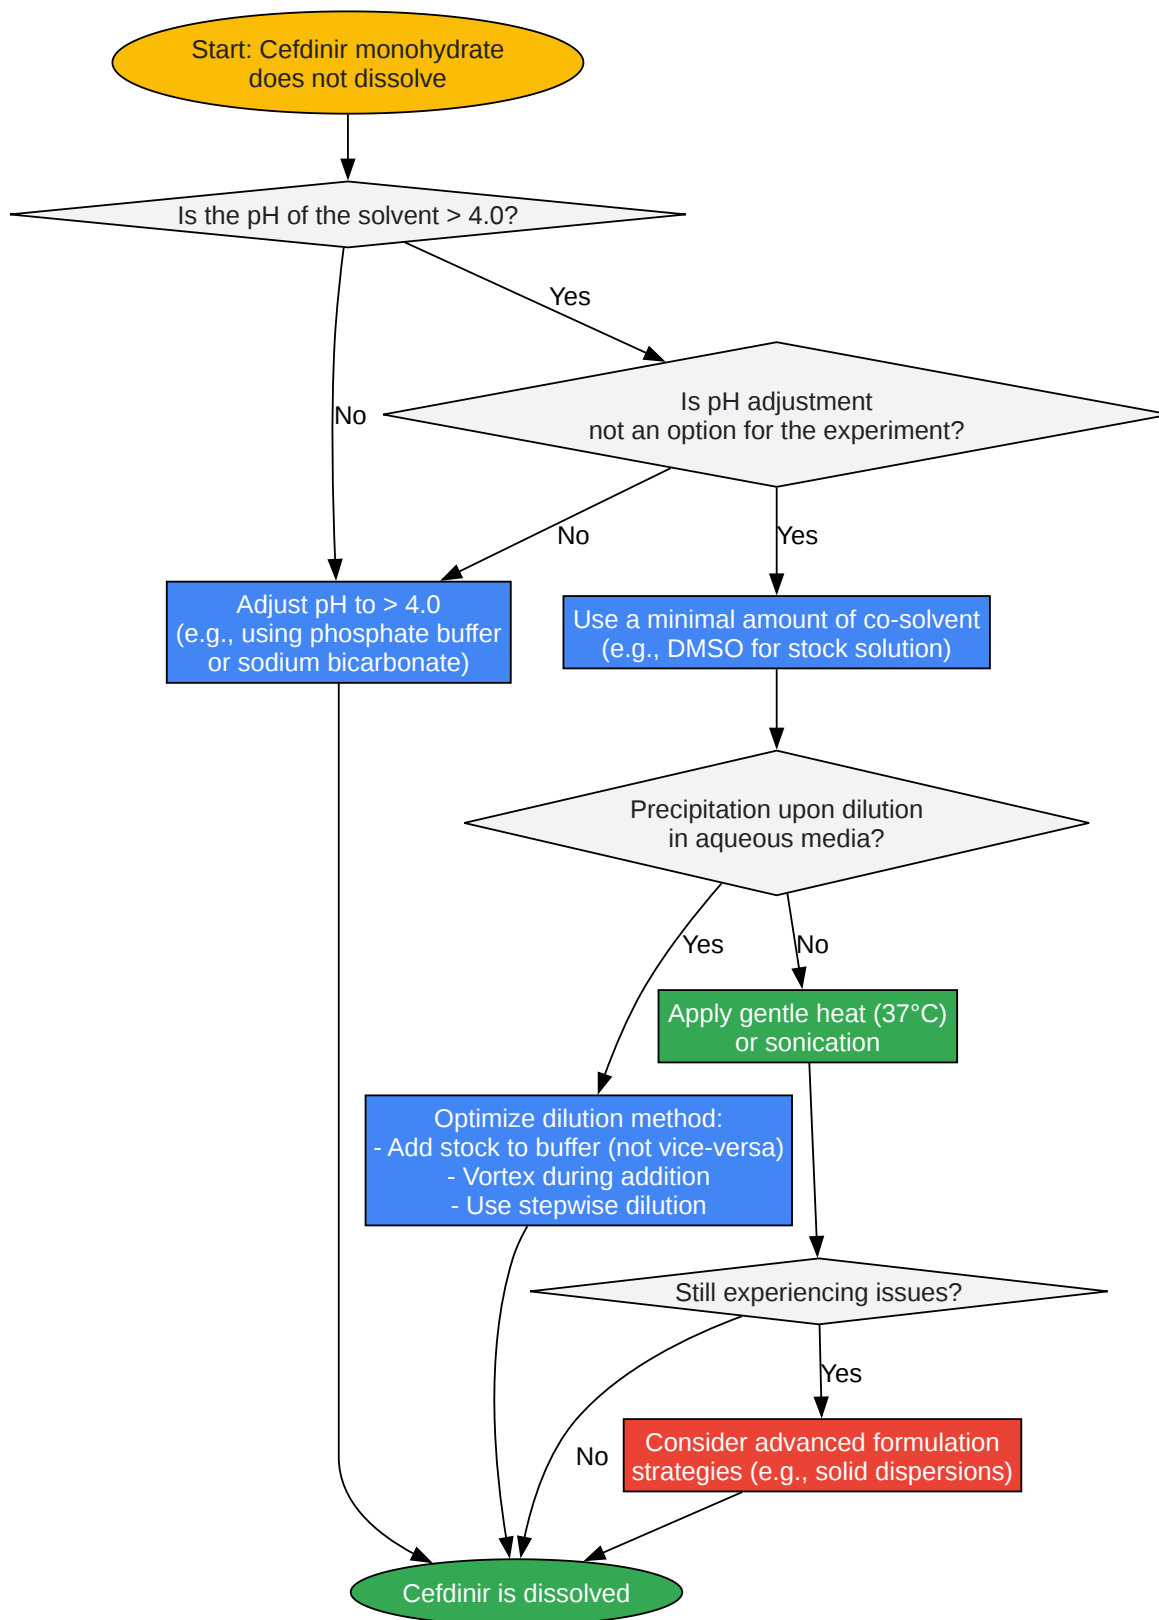 Start: Cefdinir monohydrate
does not dissolve
Is the pH of the solvent > 4.0?
Yes
No
Is pH adjustment
not an option for the experiment?
No
Yes
Adjust pH to > 4.0
(e.g., using phosphate buffer
or sodium bicarbonate)
Use a minimal amount of co-solvent
(e.g., DMSO for stock solution)
Precipitation upon dilution
in aqueous media?
Yes
No
Apply gentle heat (37°C)
or sonication
Optimize dilution method:
- Add stock to buffer (not vice-versa)
- Vortex during addition
- Use stepwise dilution
Still experiencing issues?
Yes
No
Consider advanced formulation
strategies (e.g., solid dispersions)
Cefdinir is dissolved